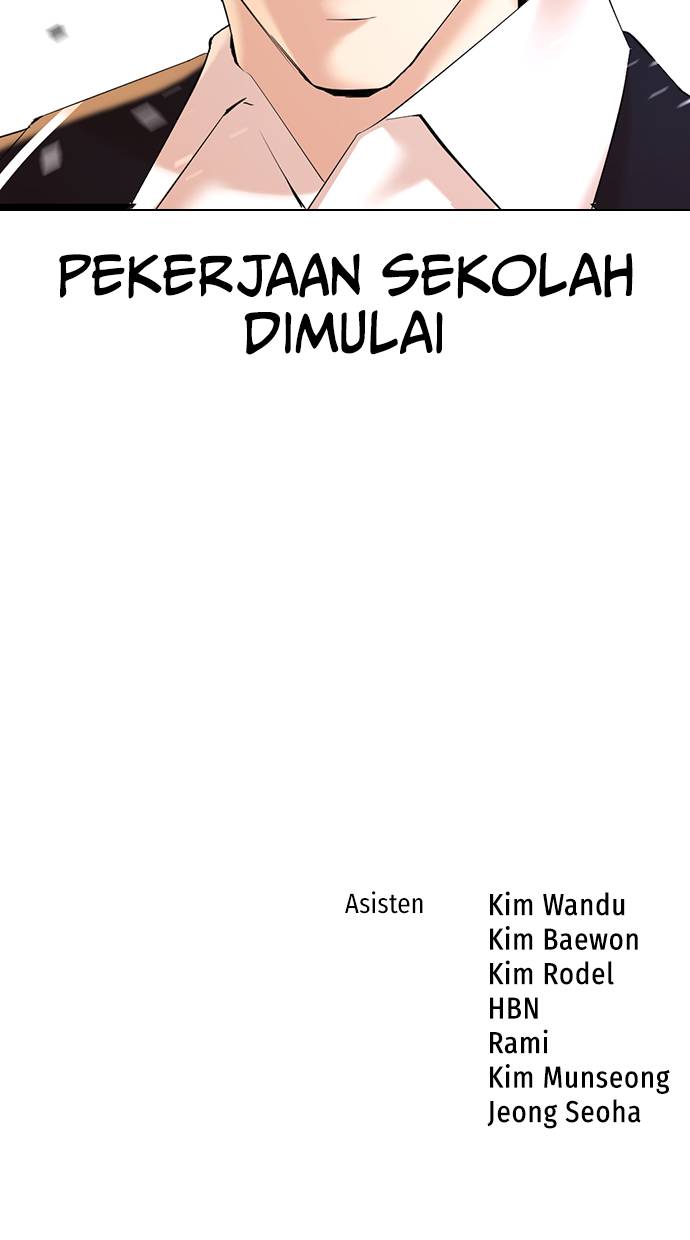 PEKERJAAN SEKOLAH
DIMULAI
Asisten Kim Wandu
Kim Baewon
Kim Rodel
HBN
Rami
Kim Munseong
Jeong Seoha